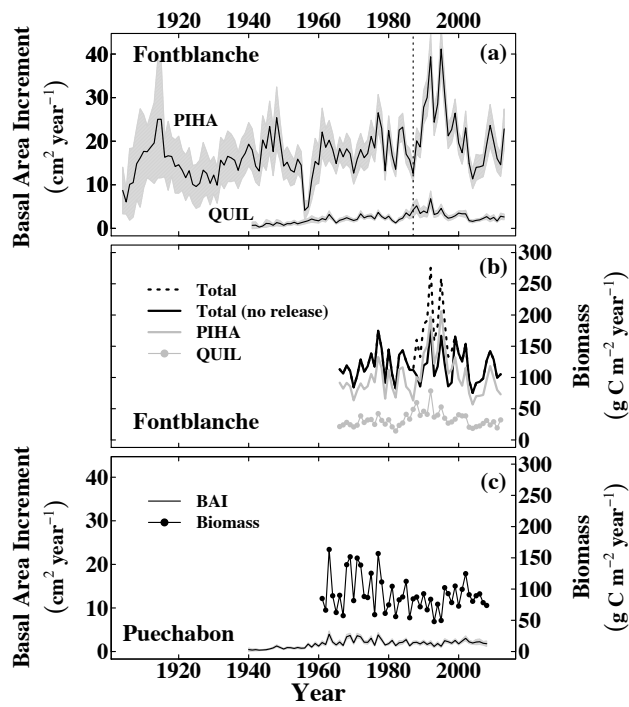 1920 1940 1960 1980 2000
Fontblanche
(a)
PIHA
QUIL
40
30
20
10
0
Basal Area Increment
(cm² year⁻¹)
(b)
Total
Total (no release)
PIHA
QUIL
Fontblanche
300
250
200
150
100
50
0
Biomass
(g C m⁻² year⁻¹)
(c)
BAI
Biomass
Puechabon
40
30
20
10
0
Basal Area Increment
(cm² year⁻¹)
300
250
200
150
100
50
0
Biomass
(g C m⁻² year⁻¹)
1920 1940 1960 1980 2000
Year